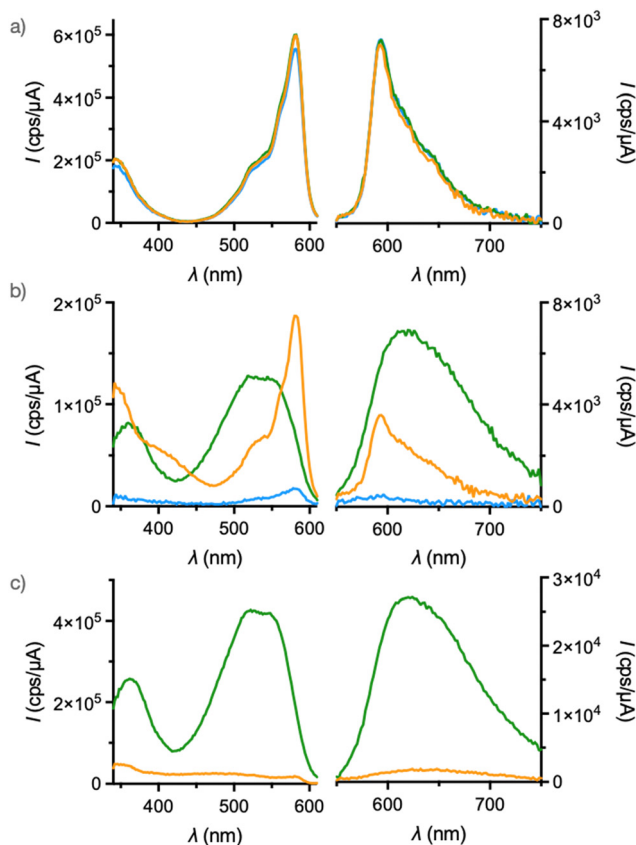 a)
6×10⁵
4×10⁵
2×10⁵
0
I (cps/µA)
400 500 600
λ (nm)
8×10³
4×10³
0
I (cps/µA)
600 700
λ (nm)
b)
2×10⁵
1×10⁵
0
I (cps/µA)
400 500 600
λ (nm)
8×10³
4×10³
0
I (cps/µA)
600 700
λ (nm)
c)
4×10⁵
2×10⁵
0
I (cps/µA)
400 500 600
λ (nm)
3×10⁴
2×10⁴
1×10⁴
0
I (cps/µA)
600 700
λ (nm)